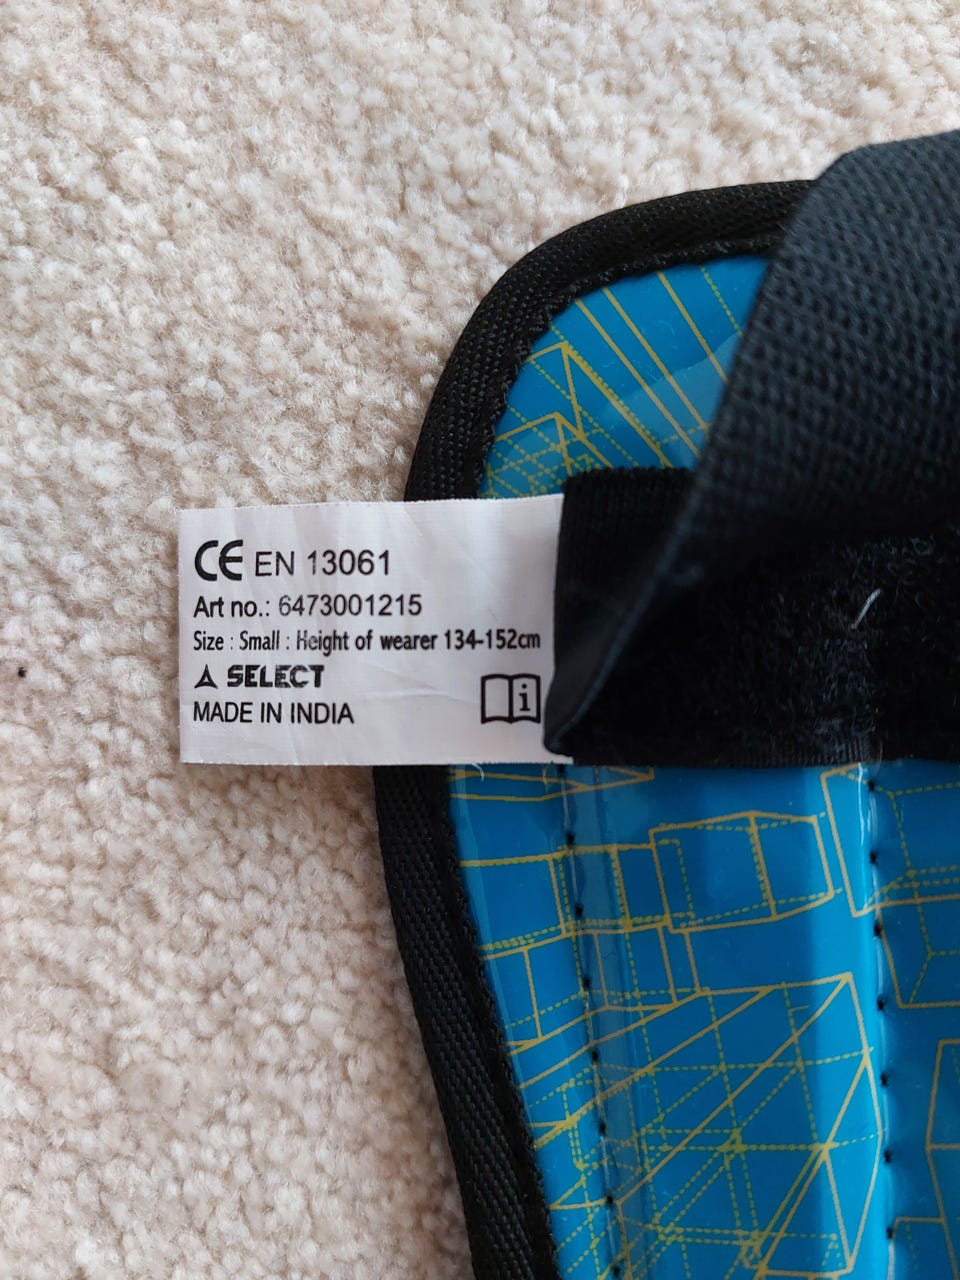 CE EN 13061
Art no.: 6473001215
Size : Small : Height of wearer 134-152cm
SELECT
MADE IN INDIA
i